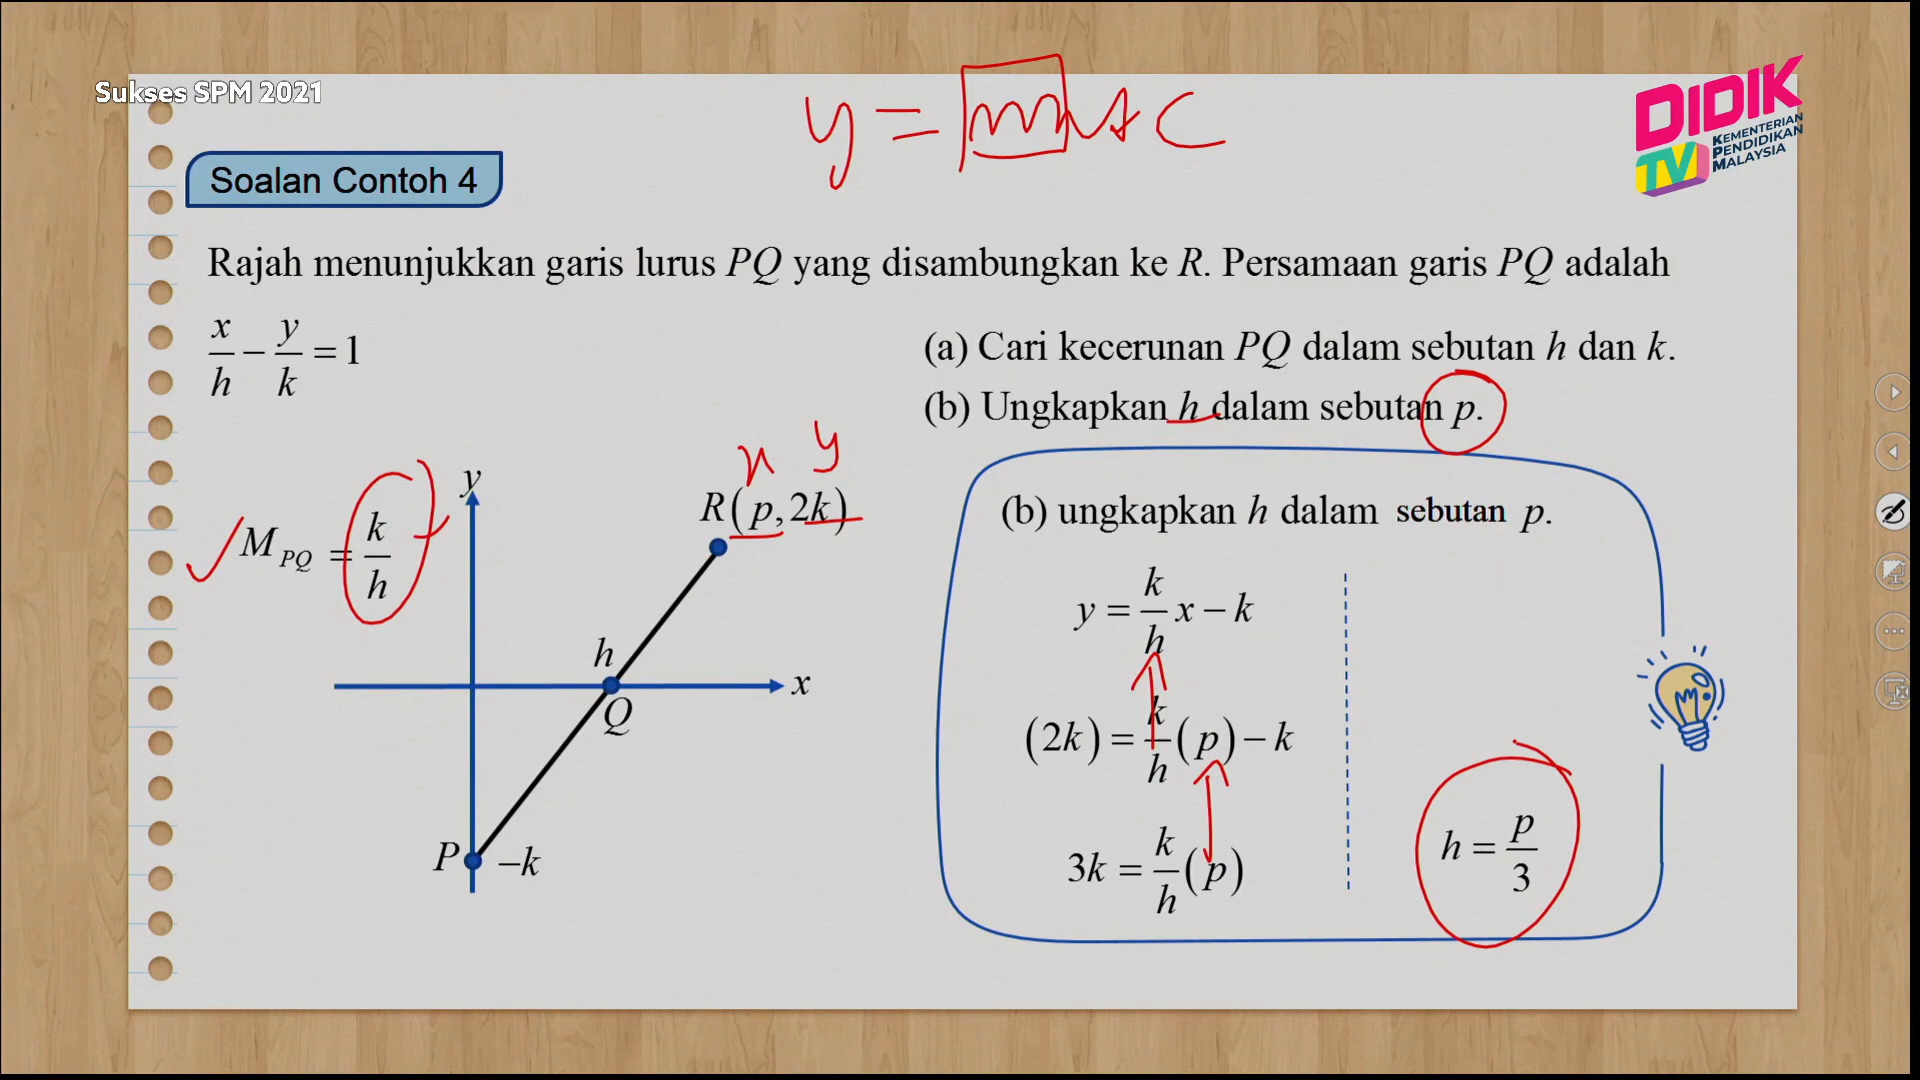 Sukses SPM 2021
y = mx + c
DIDIK
TV
KEMENTERIAN
PENDIDIKAN
MALAYSIA
Soalan Contoh 4
Rajah menunjukkan garis lurus PQ yang disambungkan ke R. Persamaan garis PQ adalah
x/h − y/k = 1
(a) Cari kecerunan PQ dalam sebutan h dan k.
(b) Ungkapkan h dalam sebutan p.
M_PQ = k/h
y
x y
R(p, 2k)
h
x
Q
P −k
(b) ungkapkan h dalam sebutan p.
y = k/h x − k
(2k) = k/h (p) − k
3k = k/h (p)
h = p/3